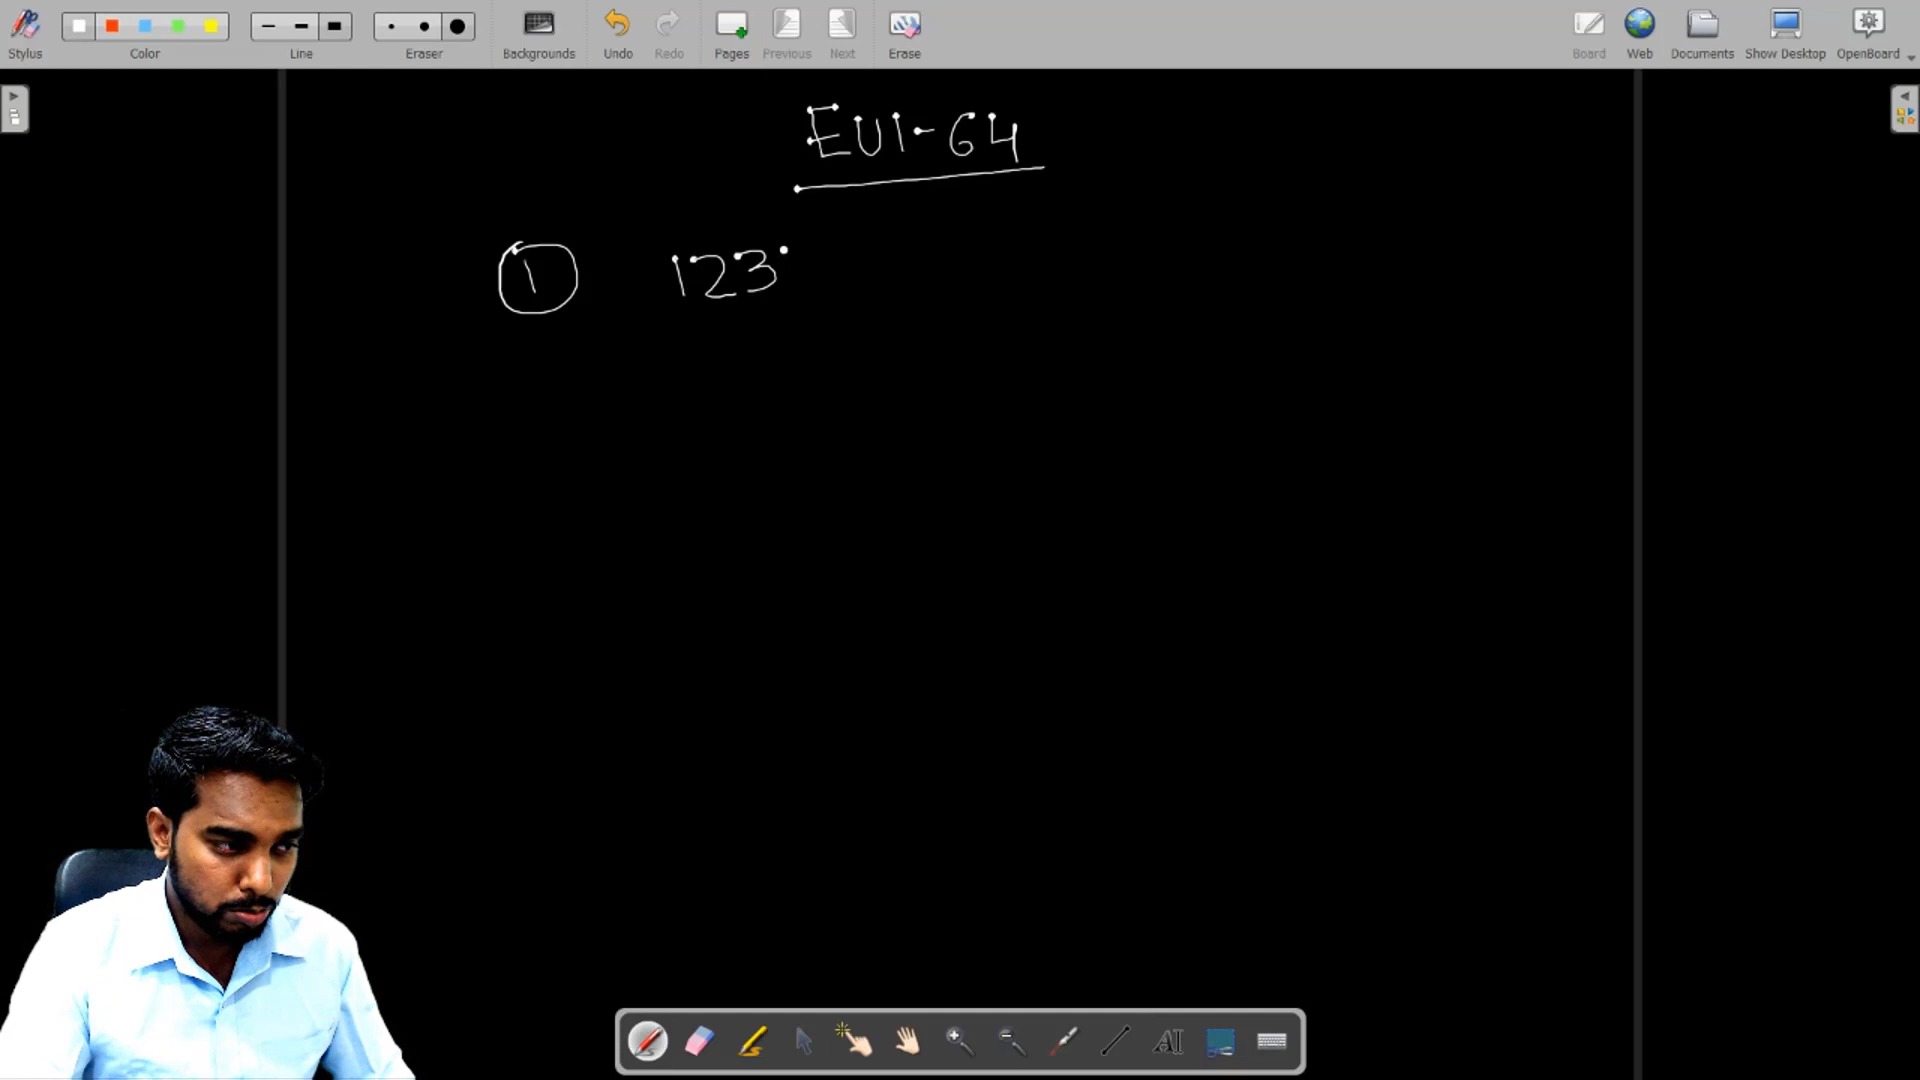 Stylus
Color
Line
Eraser
Backgrounds
Undo
Redo
Pages
Previous
Next
Erase
Board
Web
Documents
Show Desktop
OpenBoard
EUI-64
1 123
AI